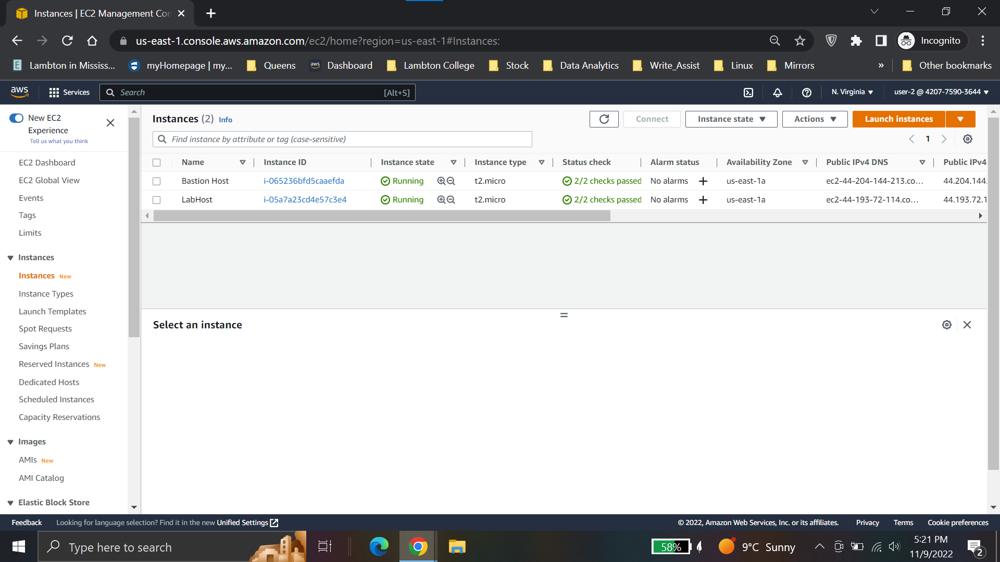 Instances | EC2 Management Con
us-east-1.console.aws.amazon.com/ec2/home?region=us-east-1#Instances:
Incognito
E Lambton in Mississ... myHomepage | my... Queens aws Dashboard Lambton College Stock Data Analytics Write_Assist Linux Mirrors » Other bookmarks
aws Services Search [Alt+S] N. Virginia user-2 @ 4207-7590-3644
New EC2
Experience
Tell us what you think
EC2 Dashboard
EC2 Global View
Events
Tags
Limits
Instances
Instances New
Instance Types
Launch Templates
Spot Requests
Savings Plans
Reserved Instances New
Dedicated Hosts
Scheduled Instances
Capacity Reservations
Images
AMIs New
AMI Catalog
Elastic Block Store
Instances (2) Info Connect Instance state Actions Launch instances
Find instance by attribute or tag (case-sensitive) 1
Name Instance ID Instance state Instance type Status check Alarm status Availability Zone Public IPv4 DNS Public IPv4
Bastion Host i-065236bfd5caaefda Running t2.micro 2/2 checks passed No alarms + us-east-1a ec2-44-204-144-213.co... 44.204.144.
LabHost i-05a7a23cd4e57c3e4 Running t2.micro 2/2 checks passed No alarms + us-east-1a ec2-44-193-72-114.co... 44.193.72.1
Select an instance
Feedback Looking for language selection? Find it in the new Unified Settings © 2022, Amazon Web Services, Inc. or its affiliates. Privacy Terms Cookie preferences
Type here to search 58% 9°C Sunny 5:21 PM
11/9/2022 2